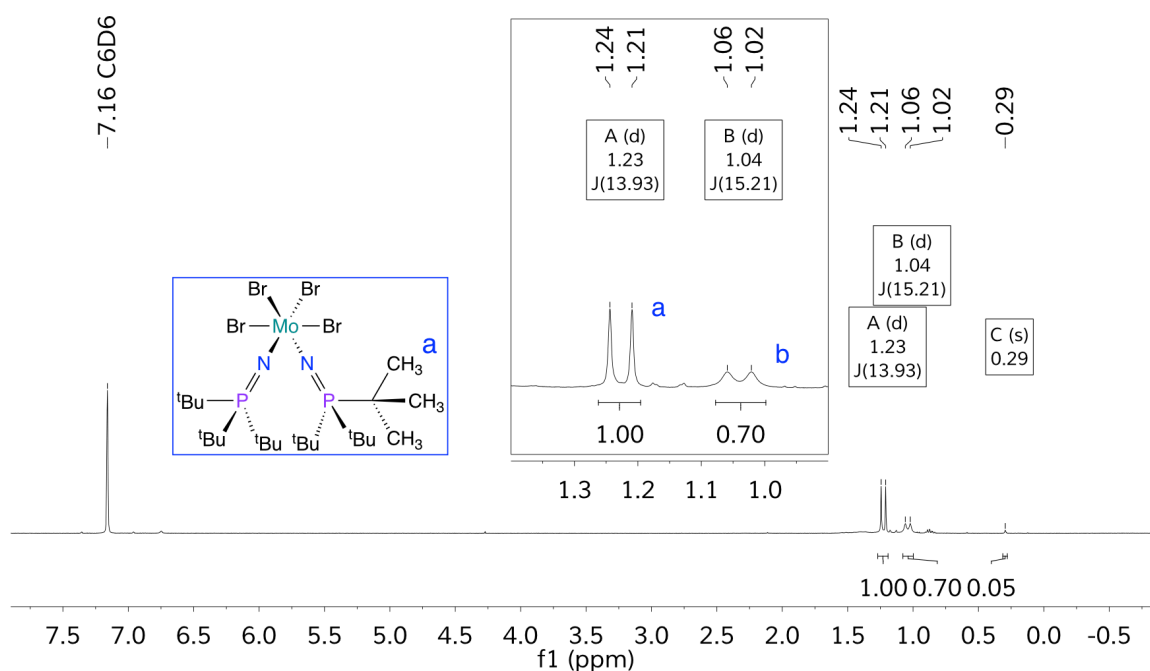 7.16 C6D6
1.24
1.21
1.06
1.02
A (d)
1.23
J(13.93)
B (d)
1.04
J(15.21)
a
b
1.00
0.70
1.3
1.2
1.1
1.0
1.24
1.21
1.06
1.02
0.29
B (d)
1.04
J(15.21)
A (d)
1.23
J(13.93)
C (s)
0.29
Br
Br
Br
Mo
Br
a
N
N
CH₃
ᵗBu
P
P
CH₃
ᵗBu
ᵗBu
ᵗBu
ᵗBu
CH₃
1.00 0.70 0.05
7.5 7.0 6.5 6.0 5.5 5.0 4.5 4.0 3.5 3.0 2.5 2.0 1.5 1.0 0.5 0.0 -0.5
f1 (ppm)